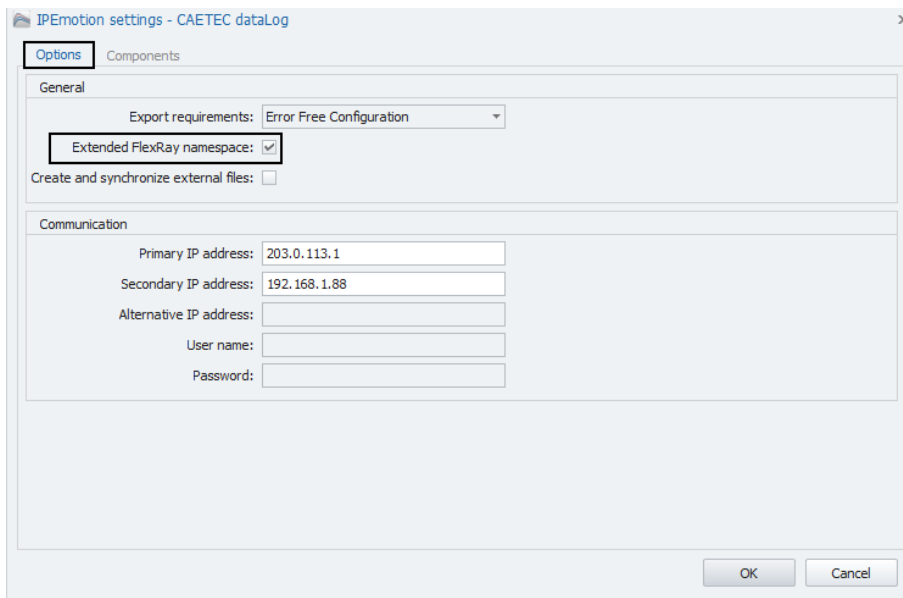 IPEmotion settings - CAETEC dataLog
Options Components
General
Export requirements: Error Free Configuration
Extended FlexRay namespace:
Create and synchronize external files:
Communication
Primary IP address: 203.0.113.1
Secondary IP address: 192.168.1.88
Alternative IP address:
User name:
Password:
OK Cancel